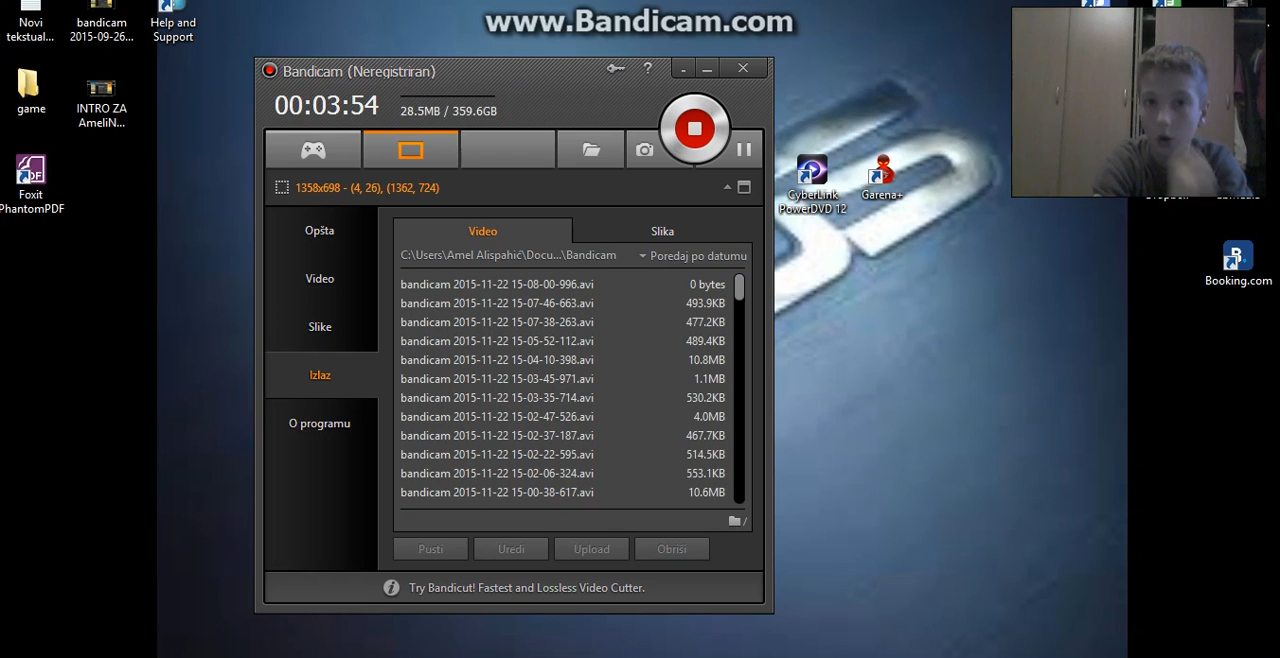 www.Bandicam.com
Novi
tekstual...
bandicam
2015-09-26...
Help and
Support
game
INTRO ZA
AmeliN...
Foxit
PhantomPDF
Bandicam (Neregistriran)
?
00:03:54
28.5MB / 359.6GB
1358x698 - (4, 26), (1362, 724)
Opšta
Video
Slike
Izlaz
O programu
Video
Slika
C:\Users\Amel Alispahić\Docu...\Bandicam
Poredaj po datumu
bandicam 2015-11-22 15-08-00-996.avi 0 bytes
bandicam 2015-11-22 15-07-46-663.avi 493.9KB
bandicam 2015-11-22 15-07-38-263.avi 477.2KB
bandicam 2015-11-22 15-05-52-112.avi 489.4KB
bandicam 2015-11-22 15-04-10-398.avi 10.8MB
bandicam 2015-11-22 15-03-45-971.avi 1.1MB
bandicam 2015-11-22 15-03-35-714.avi 530.2KB
bandicam 2015-11-22 15-02-47-526.avi 4.0MB
bandicam 2015-11-22 15-02-37-187.avi 467.7KB
bandicam 2015-11-22 15-02-22-595.avi 514.5KB
bandicam 2015-11-22 15-02-06-324.avi 553.1KB
bandicam 2015-11-22 15-00-38-617.avi 10.6MB
/
Pusti
Uredi
Upload
Obriši
Try Bandicut! Fastest and Lossless Video Cutter.
CyberLink
PowerDVD 12
Garena+
B.
Booking.com